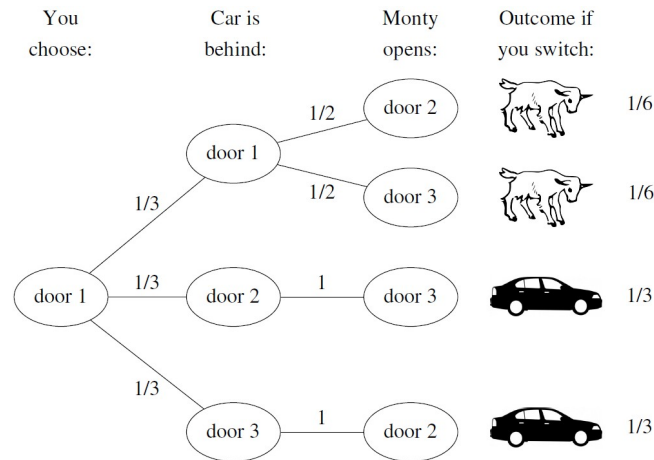 You Car is Monty Outcome if
choose: behind: opens: you switch:
door 2
1/2
1/6
door 1
1/2
door 3
1/6
1/3
door 1
1/3
door 2
1
door 3
1/3
1/3
door 3
1
door 2
1/3